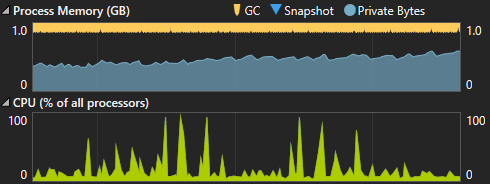 Process Memory (GB) GC Snapshot Private Bytes
1.0 1.0
0 0
CPU (% of all processors)
100 100
0 0